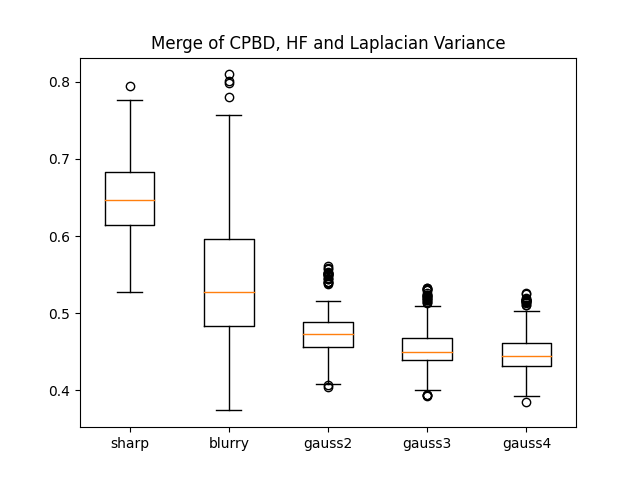 Merge of CPBD, HF and Laplacian Variance
0.8
0.7
0.6
0.5
0.4
sharp blurry gauss2 gauss3 gauss4